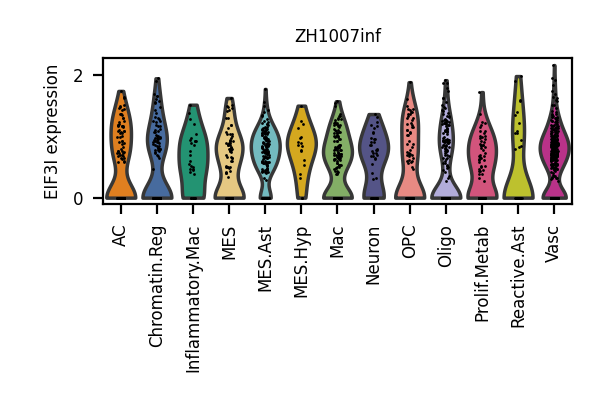 ZH1007inf
EIF3I expression
2
0
AC
Chromatin.Reg
Inflammatory.Mac
MES
MES.Ast
MES.Hyp
Mac
Neuron
OPC
Oligo
Prolif.Metab
Reactive.Ast
Vasc